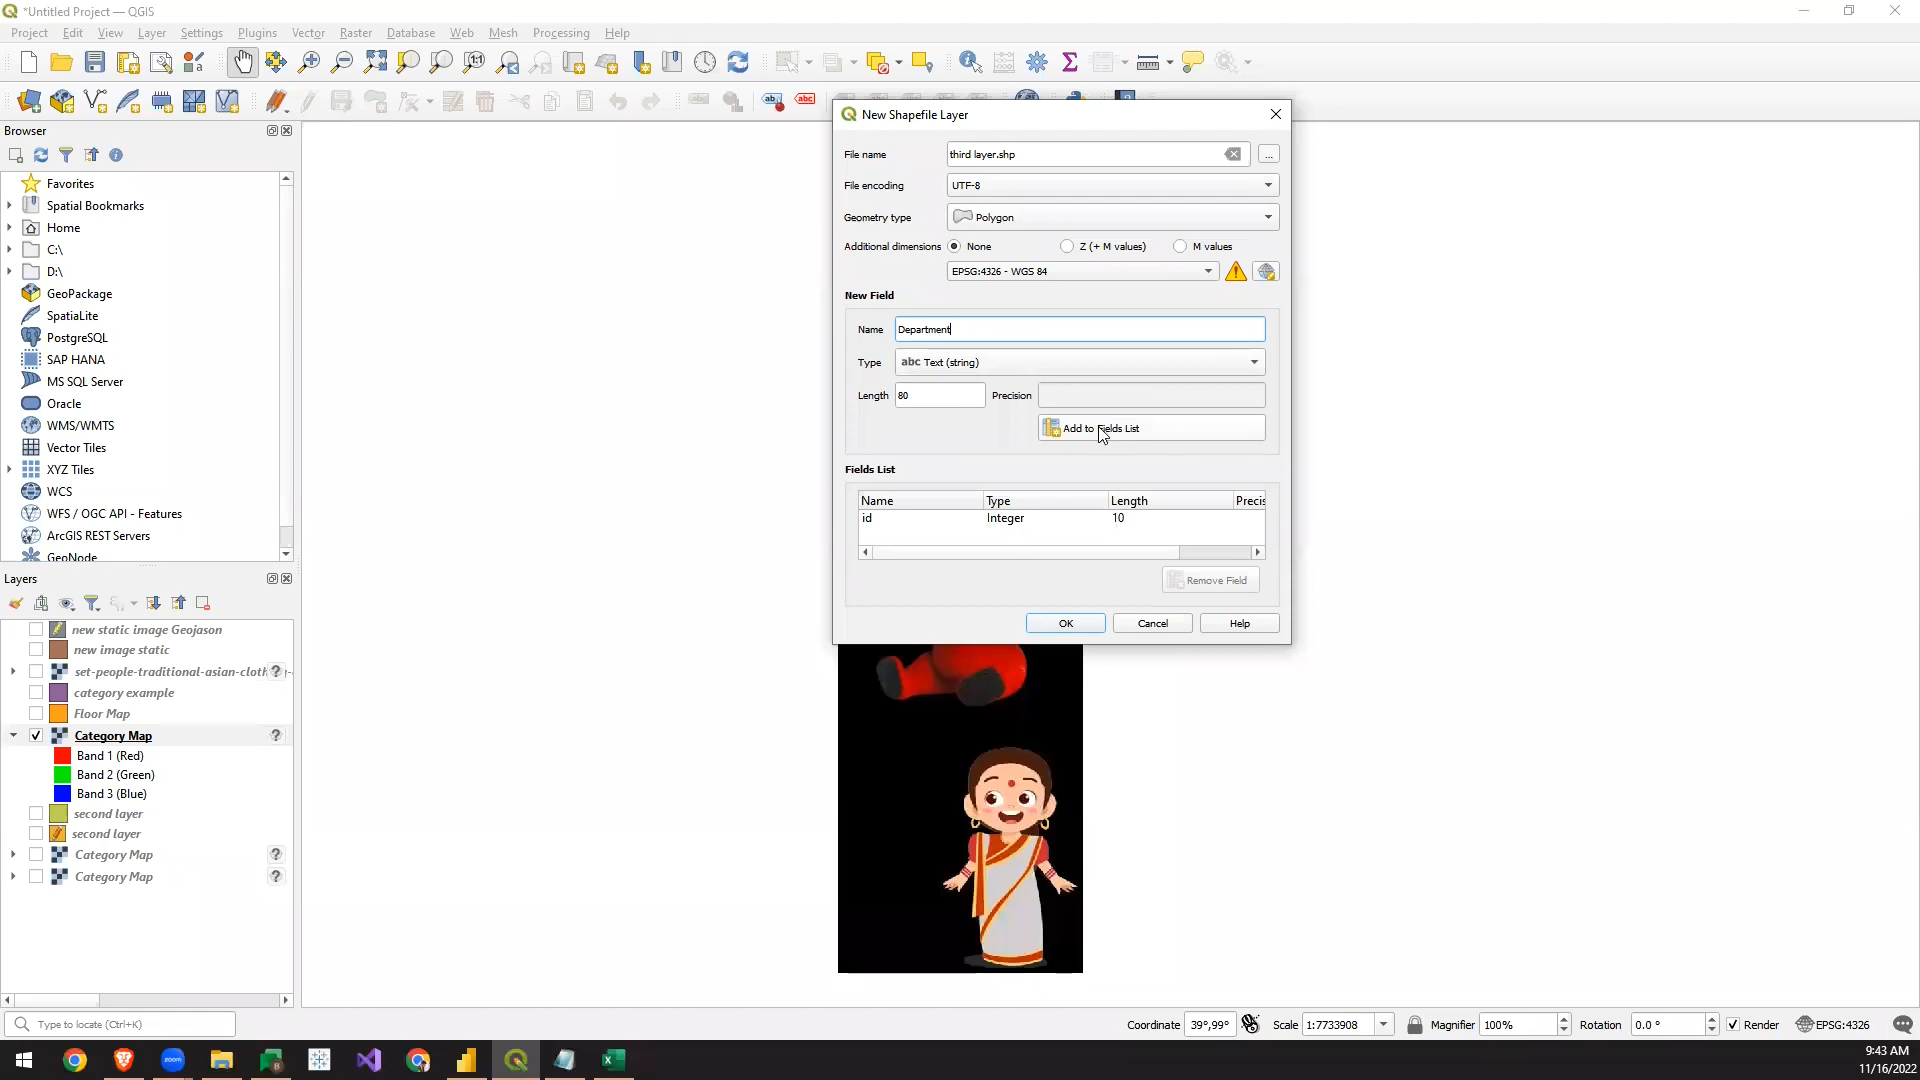 *Untitled Project — QGIS
Project Edit View Layer Settings Plugins Vector Raster Database Web Mesh Processing Help
Browser
Favorites
Spatial Bookmarks
Home
C:\
D:\
GeoPackage
SpatiaLite
PostgreSQL
SAP HANA
MS SQL Server
Oracle
WMS/WMTS
Vector Tiles
XYZ Tiles
WCS
WFS / OGC API - Features
ArcGIS REST Servers
GeoNode
Layers
new static image Geojason
new image static
set-people-traditional-asian-cloth
category example
Floor Map
Category Map
Band 1 (Red)
Band 2 (Green)
Band 3 (Blue)
second layer
second layer
Category Map
Category Map
New Shapefile Layer
File name third layer.shp ...
File encoding UTF-8
Geometry type Polygon
Additional dimensions None Z (+ M values) M values
EPSG:4326 - WGS 84
New Field
Name Department
Type abc Text (string)
Length 80 Precision
Add to Fields List
Fields List
Name Type Length Precis
id Integer 10
Remove Field
OK Cancel Help
Type to locate (Ctrl+K)
Coordinate 39°,99° Scale 1:7733908 Magnifier 100% Rotation 0.0 ° Render EPSG:4326
zoom
9:43 AM
11/16/2022